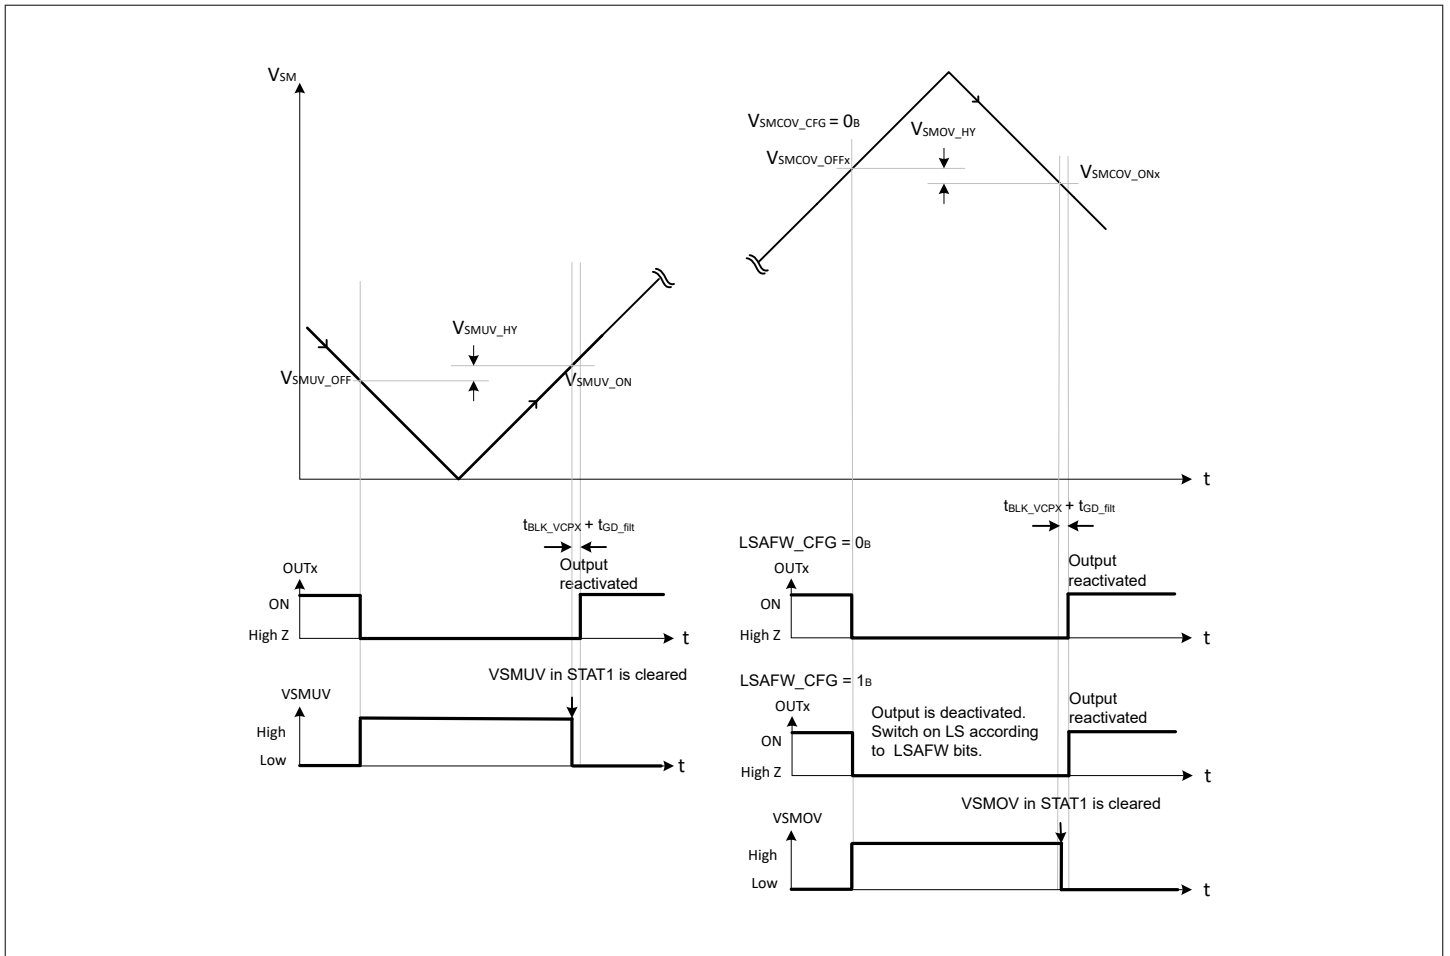 VSM
VSMCOV_CFG = 0B
VSMOV_HY
VSMCOV_OFFx
VSMCOV_ONx
VSMUV_HY
VSMUV_OFF
VSMUV_ON
t
tBLK_VCPX + tGD_filt
Output
reactivated
OUTx
ON
High Z
t
VSMUV in STAT1 is cleared
VSMUV
High
Low
t
tBLK_VCPX + tGD_filt
LSAFW_CFG = 0B
OUTx
Output
reactivated
ON
High Z
t
LSAFW_CFG = 1B
OUTx
Output is deactivated.
Switch on LS according
to LSAFW bits.
Output
reactivated
ON
High Z
t
VSMOV in STAT1 is cleared
VSMOV
High
Low
t